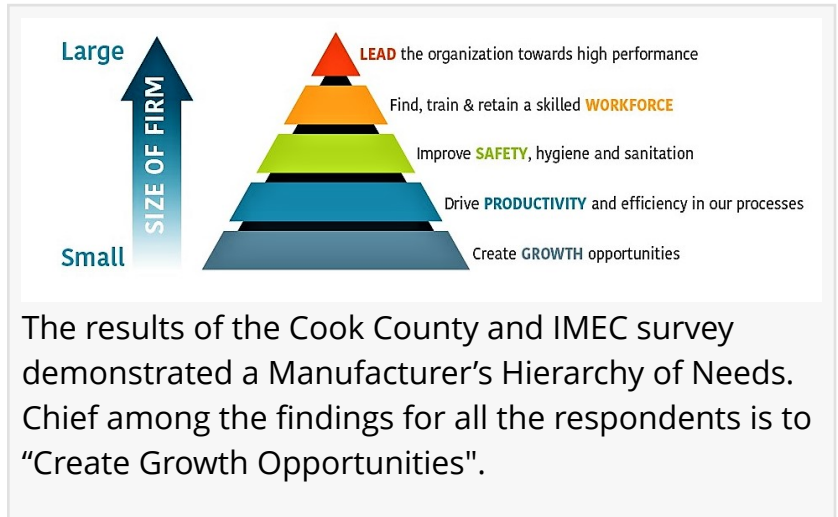 Large
SIZE OF FIRM
Small
LEAD the organization towards high performance
Find, train & retain a skilled WORKFORCE
Improve SAFETY, hygiene and sanitation
Drive PRODUCTIVITY and efficiency in our processes
Create GROWTH opportunities
The results of the Cook County and IMEC survey
demonstrated a Manufacturer’s Hierarchy of Needs.
Chief among the findings for all the respondents is to
“Create Growth Opportunities".